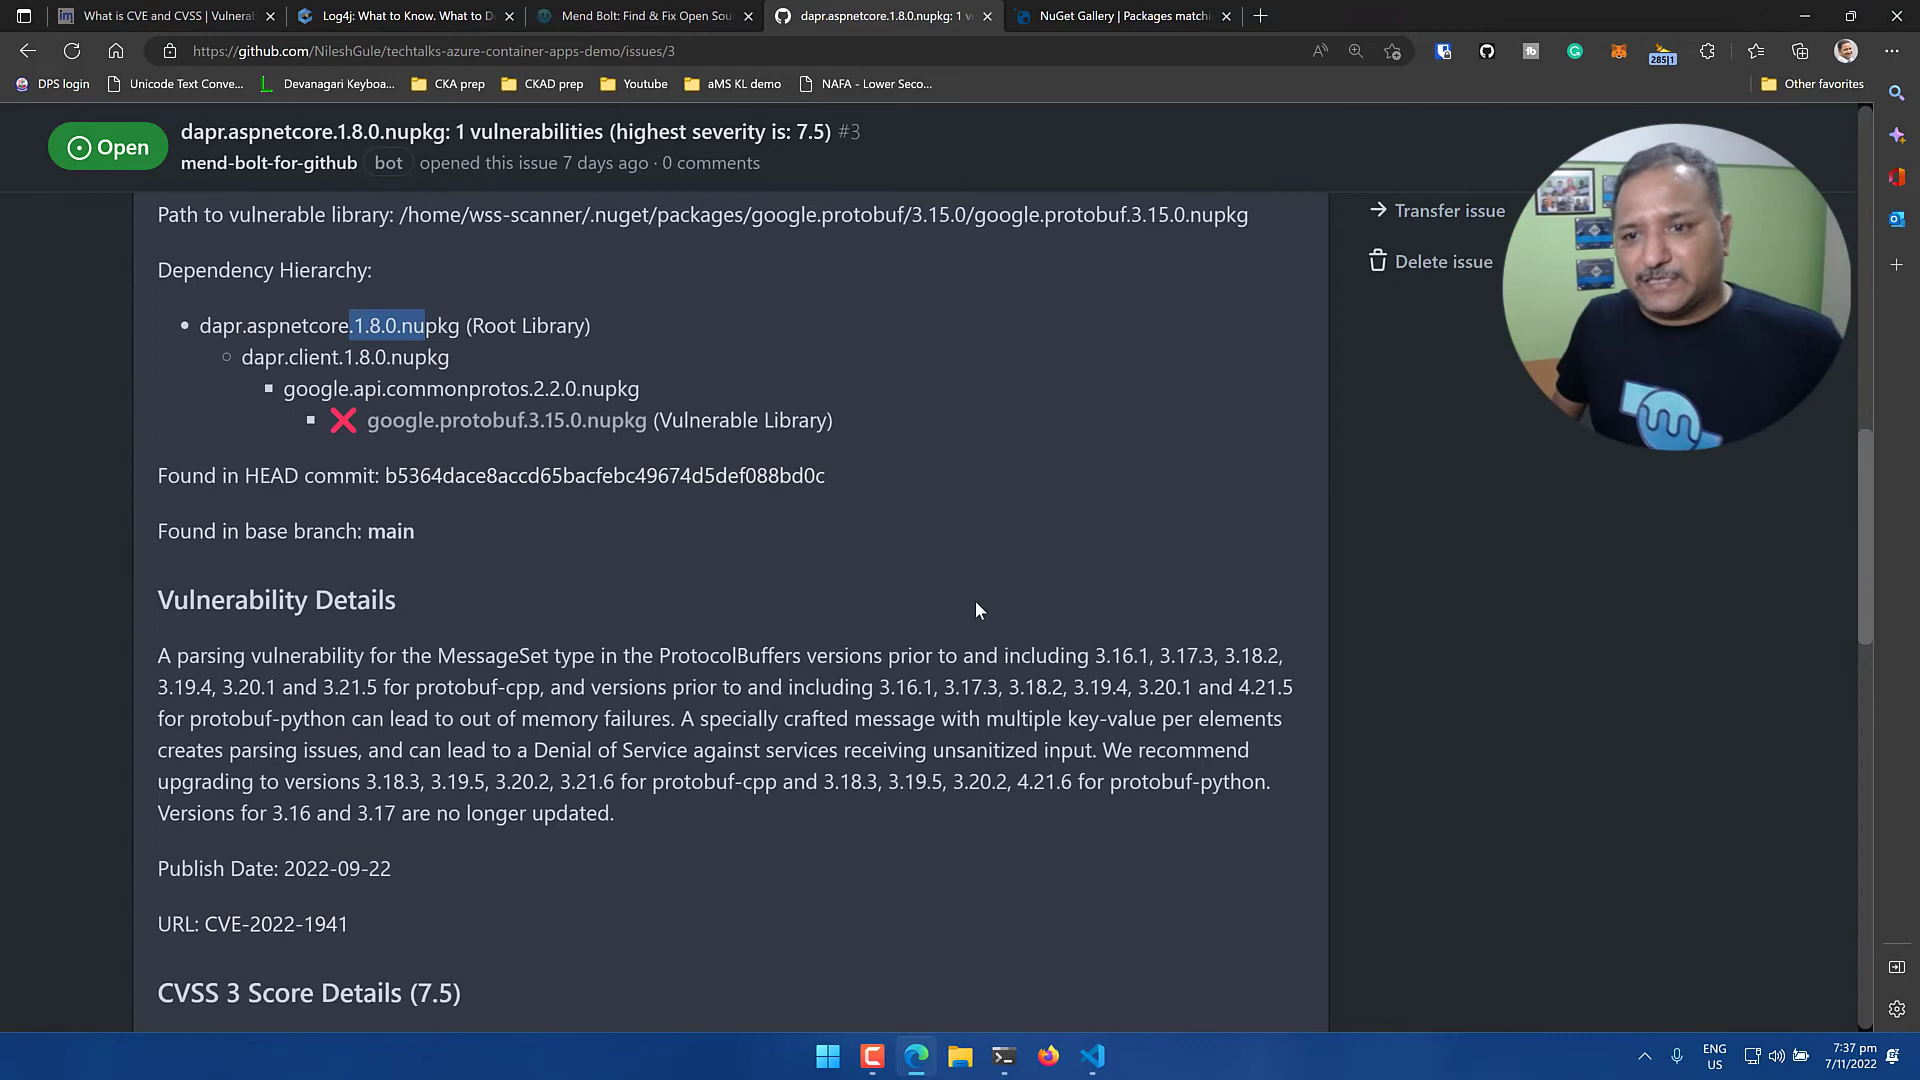 What is CVE and CVSS | Vulnerab
Log4j: What to Know. What to D
Mend Bolt: Find & Fix Open Sou
dapr.aspnetcore.1.8.0.nupkg: 1 v
NuGet Gallery | Packages matchi
https://github.com/NileshGule/techtalks-azure-container-apps-demo/issues/3
285|1
DPS login
Unicode Text Conve...
Devanagari Keyboa...
CKA prep
CKAD prep
Youtube
aMS KL demo
NAFA - Lower Seco...
Other favorites
Open
dapr.aspnetcore.1.8.0.nupkg: 1 vulnerabilities (highest severity is: 7.5) #3
mend-bolt-for-github bot opened this issue 7 days ago · 0 comments
Path to vulnerable library: /home/wss-scanner/.nuget/packages/google.protobuf/3.15.0/google.protobuf.3.15.0.nupkg
Transfer issue
Delete issue
Dependency Hierarchy:
dapr.aspnetcore.1.8.0.nupkg (Root Library)
dapr.client.1.8.0.nupkg
google.api.commonprotos.2.2.0.nupkg
❌ google.protobuf.3.15.0.nupkg (Vulnerable Library)
Found in HEAD commit: b5364dace8accd65bacfebc49674d5def088bd0c
Found in base branch: main
Vulnerability Details
A parsing vulnerability for the MessageSet type in the ProtocolBuffers versions prior to and including 3.16.1, 3.17.3, 3.18.2,
3.19.4, 3.20.1 and 3.21.5 for protobuf-cpp, and versions prior to and including 3.16.1, 3.17.3, 3.18.2, 3.19.4, 3.20.1 and 4.21.5
for protobuf-python can lead to out of memory failures. A specially crafted message with multiple key-value per elements
creates parsing issues, and can lead to a Denial of Service against services receiving unsanitized input. We recommend
upgrading to versions 3.18.3, 3.19.5, 3.20.2, 3.21.6 for protobuf-cpp and 3.18.3, 3.19.5, 3.20.2, 4.21.6 for protobuf-python.
Versions for 3.16 and 3.17 are no longer updated.
Publish Date: 2022-09-22
URL: CVE-2022-1941
CVSS 3 Score Details (7.5)
ENG
US
7:37 pm
7/11/2022